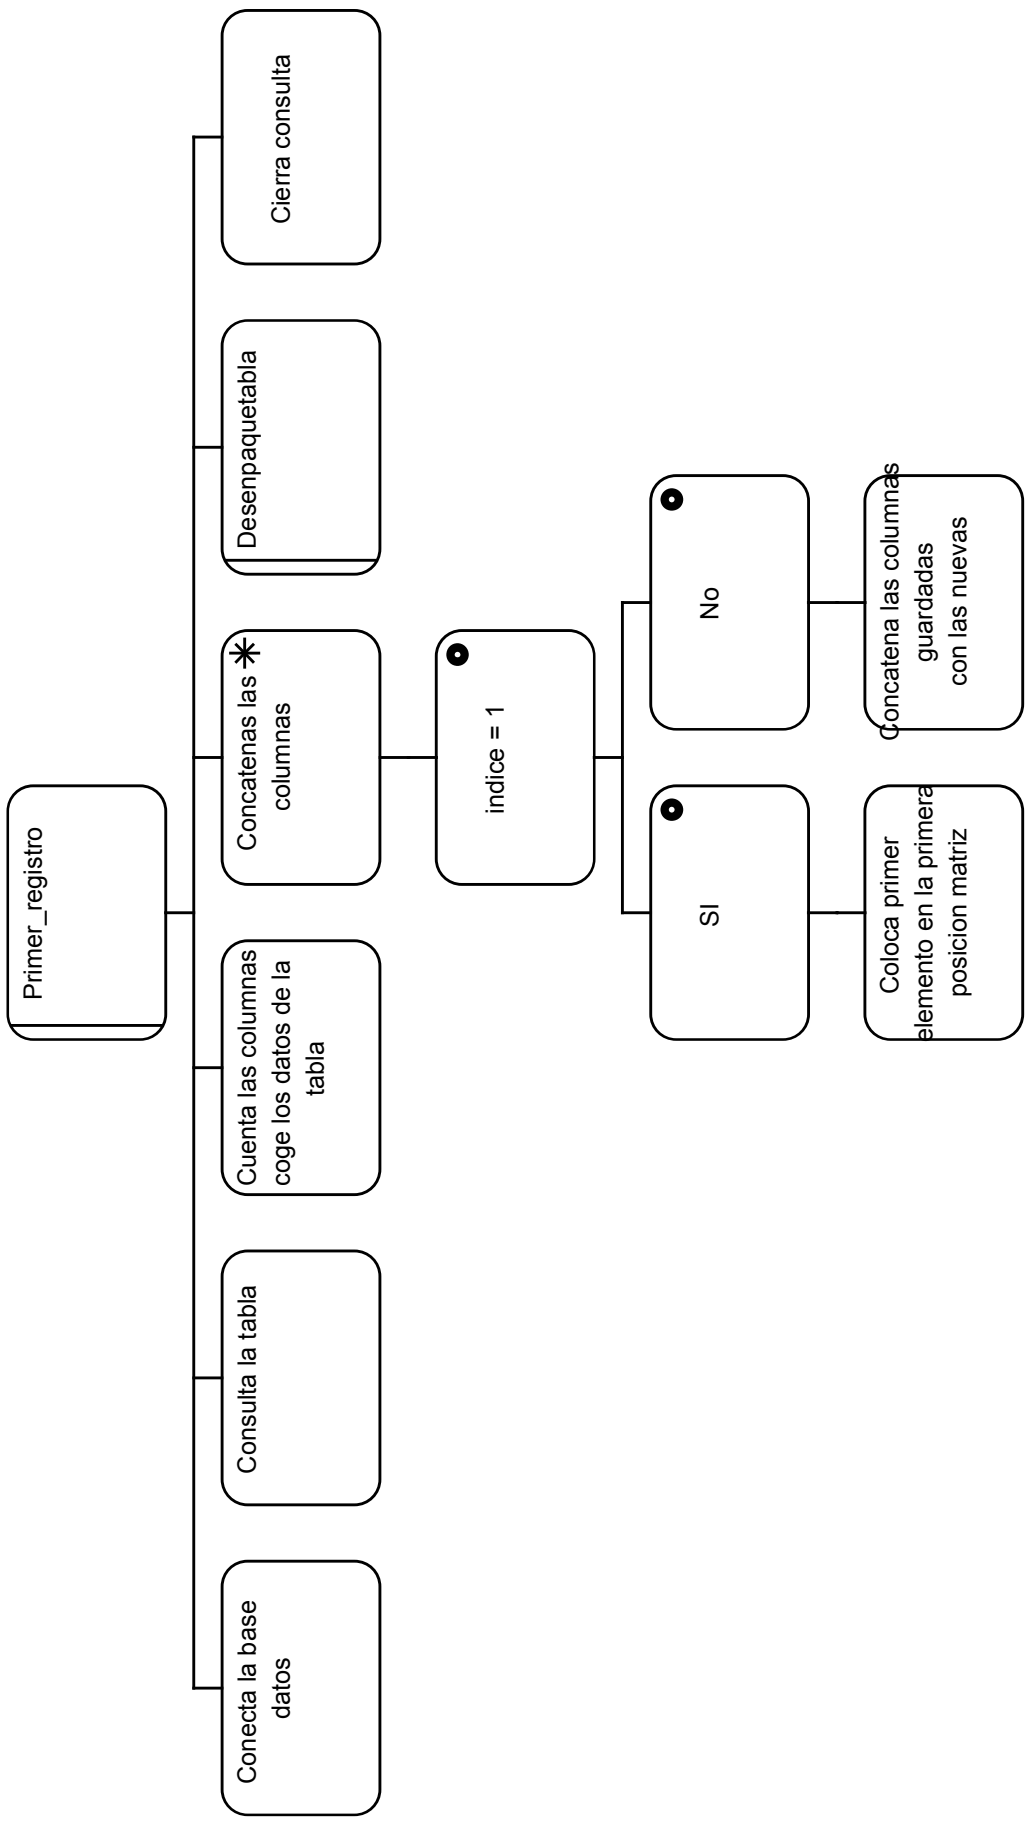 Primer_registro
Conecta la base
datos
Consulta la tabla
Cuenta las columnas
coge los datos de la
tabla
Concatenas las
columnas
Desenpaquetabla
Cierra consulta
indice = 1
SI
No
Coloca primer
elemento en la primera
posicion matriz
Concatena las columnas
guardadas
con las nuevas